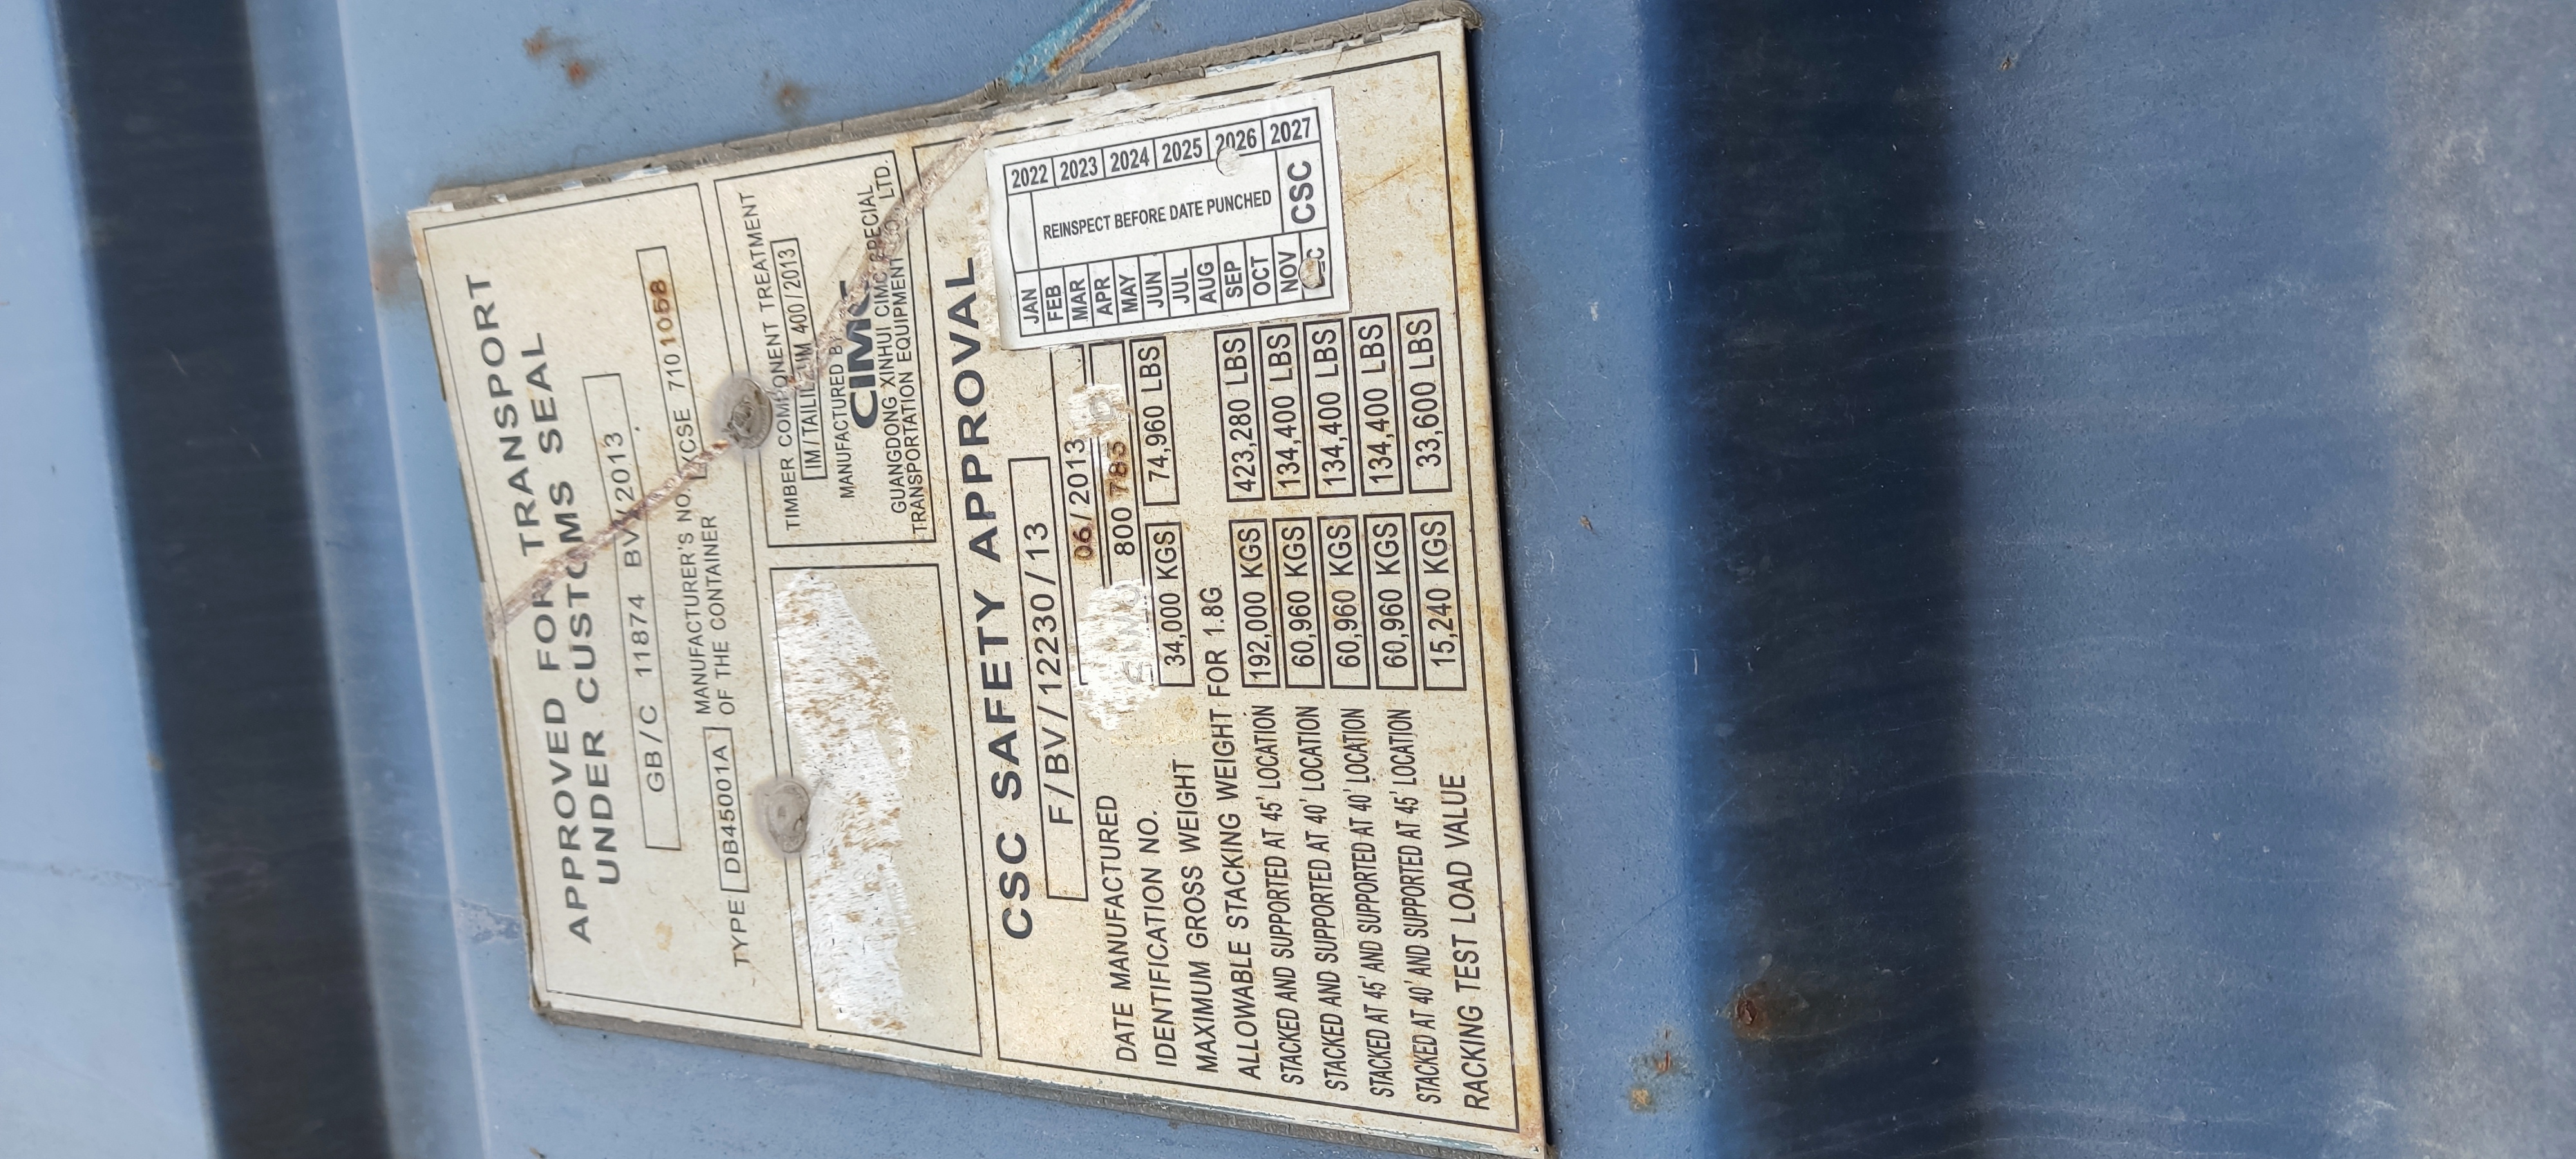 APPROVED FOR TRANSPORT
UNDER CUSTOMS SEAL
GB/C 11874 BV/2013
TYPE DB45001A MANUFACTURER'S NO. OF THE CONTAINER CSE 710 1058
TIMBER COMPONENT TREATMENT
IM/TAILILEUM 400/2013
MANUFACTURED BY
CIMC
GUANGDONG XINHUI CIMC SPECIAL
TRANSPORTATION EQUIPMENT CO LTD.
CSC SAFETY APPROVAL
F/BV/12230/13
DATE MANUFACTURED 06/2013
IDENTIFICATION NO. 800 783
MAXIMUM GROSS WEIGHT 34,000 KGS 74,960 LBS
ALLOWABLE STACKING WEIGHT FOR 1.8G
STACKED AND SUPPORTED AT 45' LOCATION 192,000 KGS 423,280 LBS
STACKED AND SUPPORTED AT 40' LOCATION 60,960 KGS 134,400 LBS
STACKED AT 45' AND SUPPORTED AT 40' LOCATION 60,960 KGS 134,400 LBS
STACKED AT 40' AND SUPPORTED AT 45' LOCATION 60,960 KGS 134,400 LBS
RACKING TEST LOAD VALUE 15,240 KGS 33,600 LBS
JAN
FEB
MAR
APR
MAY
JUN
JUL
AUG
SEP
OCT
NOV
DEC
REINSPECT BEFORE DATE PUNCHED
CSC
2022
2023
2024
2025
2026
2027